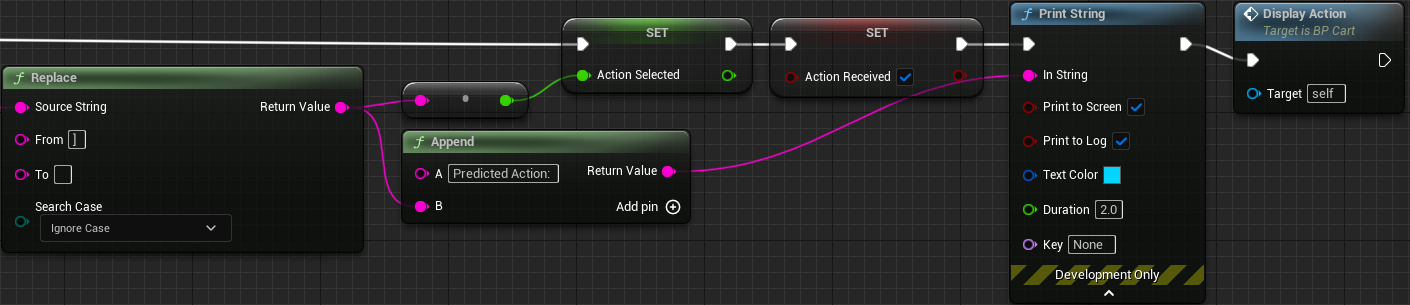 Replace
Source String
Return Value
From ]
To
Search Case
Ignore Case
SET
Action Selected
Append
A Predicted Action:
Return Value
B
Add pin
SET
Action Received
Print String
In String
Print to Screen
Print to Log
Text Color
Duration 2.0
Key None
Development Only
Display Action
Target is BP Cart
Target self